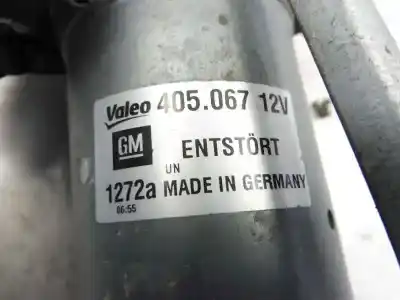 Valeo 405.067 12V
GM ENTSTÖRT
UN
1272a MADE IN GERMANY
06:55